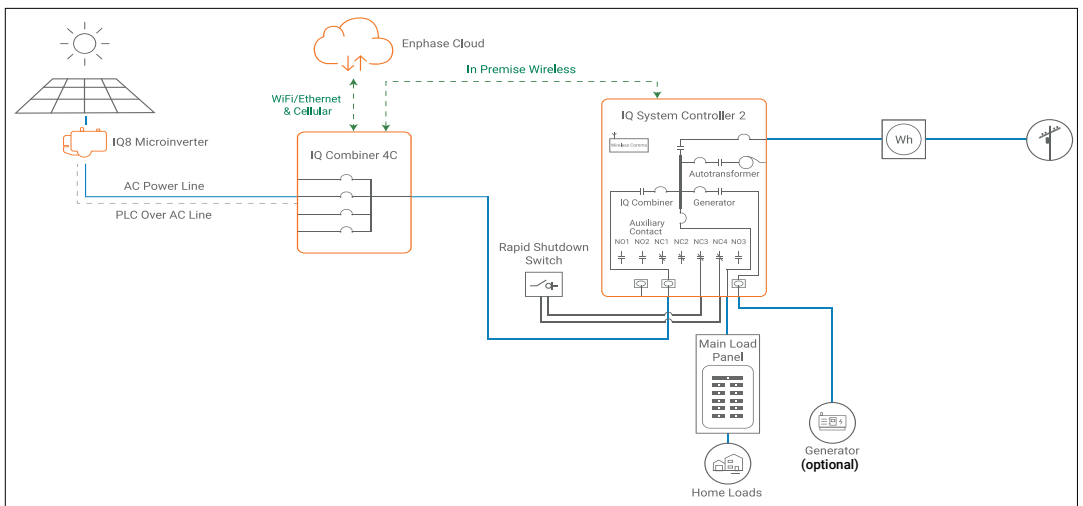 Enphase Cloud
In Premise Wireless
WiFi/Ethernet
& Cellular
IQ8 Microinverter
IQ Combiner 4C
AC Power Line
PLC Over AC Line
IQ System Controller 2
Wireless Comms
Wh
Autotransformer
IQ Combiner
Generator
Auxiliary
Contact
NO1 NO2 NC1 NC2 NC3 NC4 NO3
Rapid Shutdown
Switch
Main Load
Panel
Generator
(optional)
Home Loads